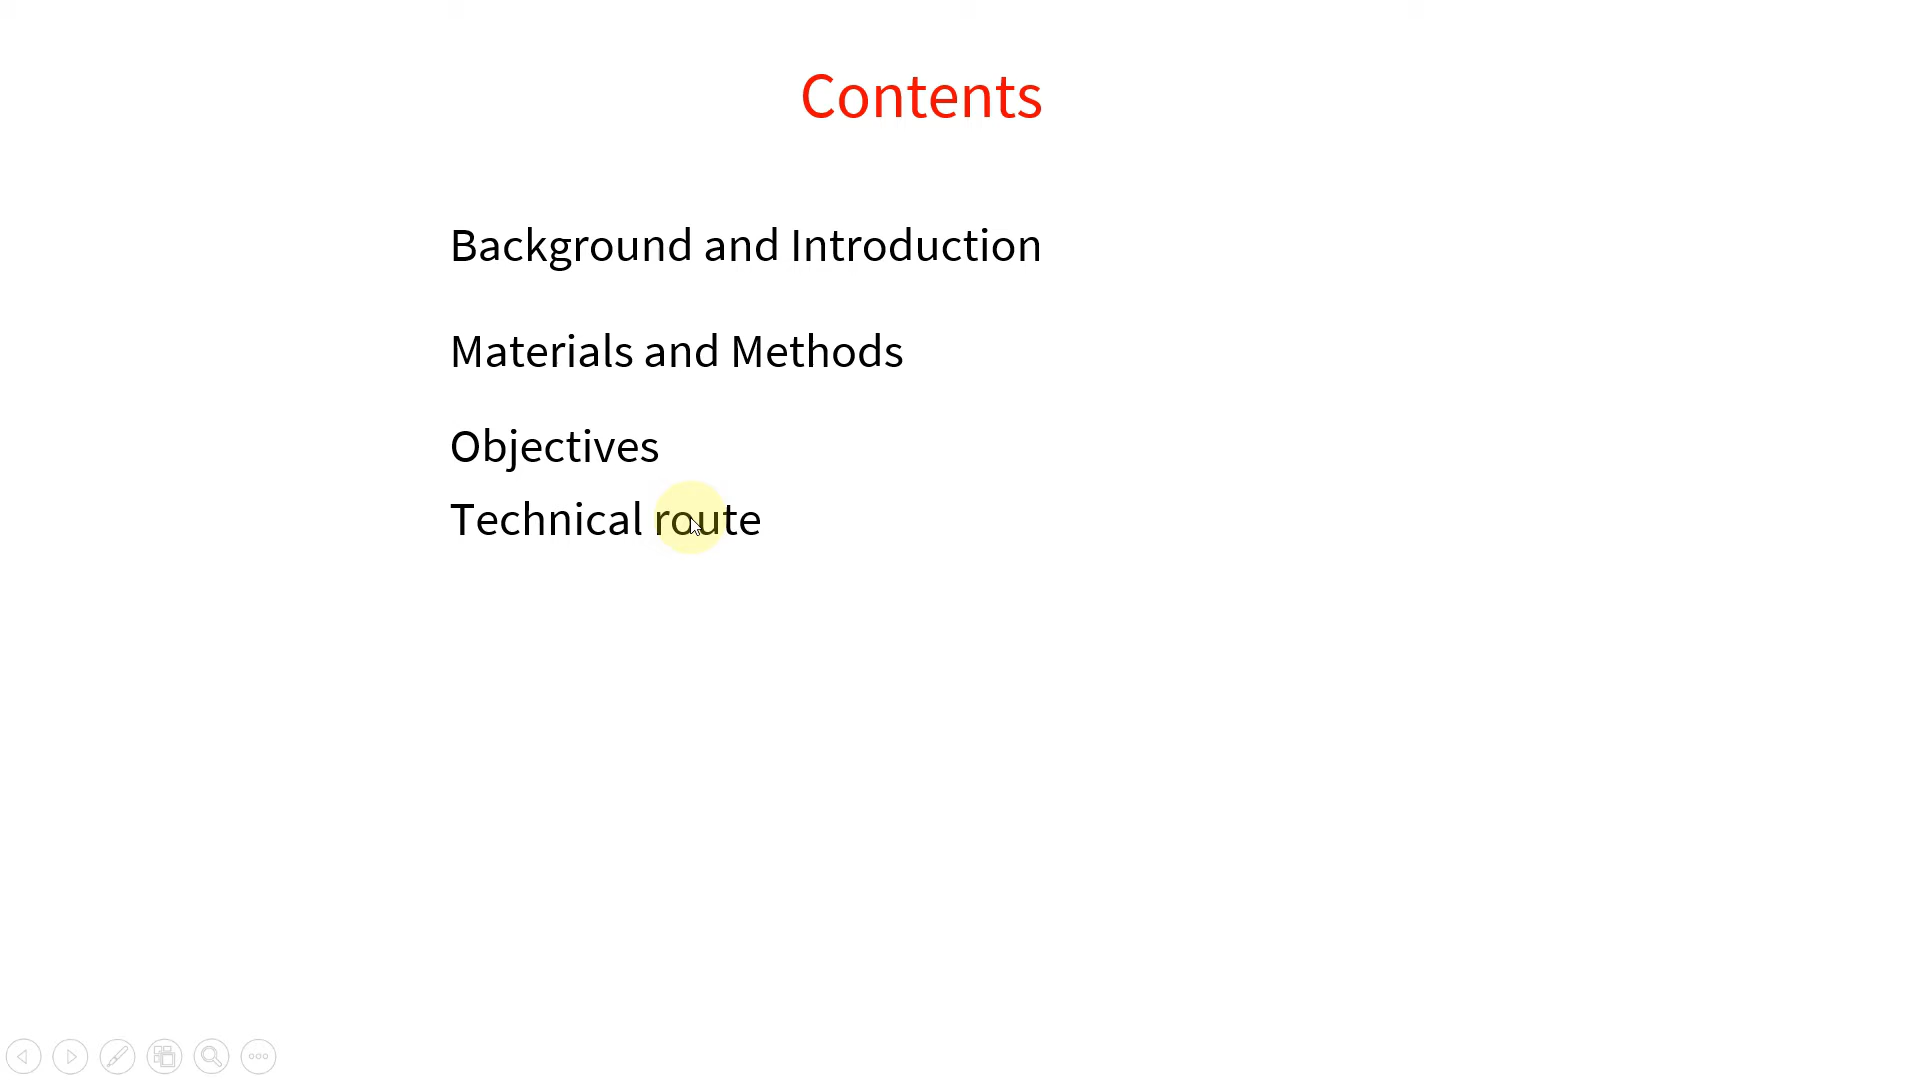 Contents
Background and Introduction
Materials and Methods
Objectives
Technical route